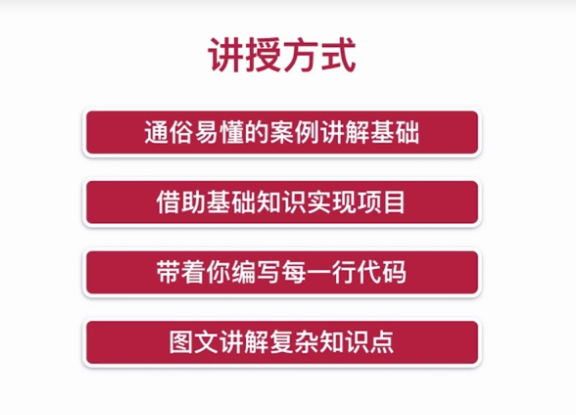 讲授方式
通俗易懂的案例讲解基础
借助基础知识实现项目
带着你编写每一行代码
图文讲解复杂知识点